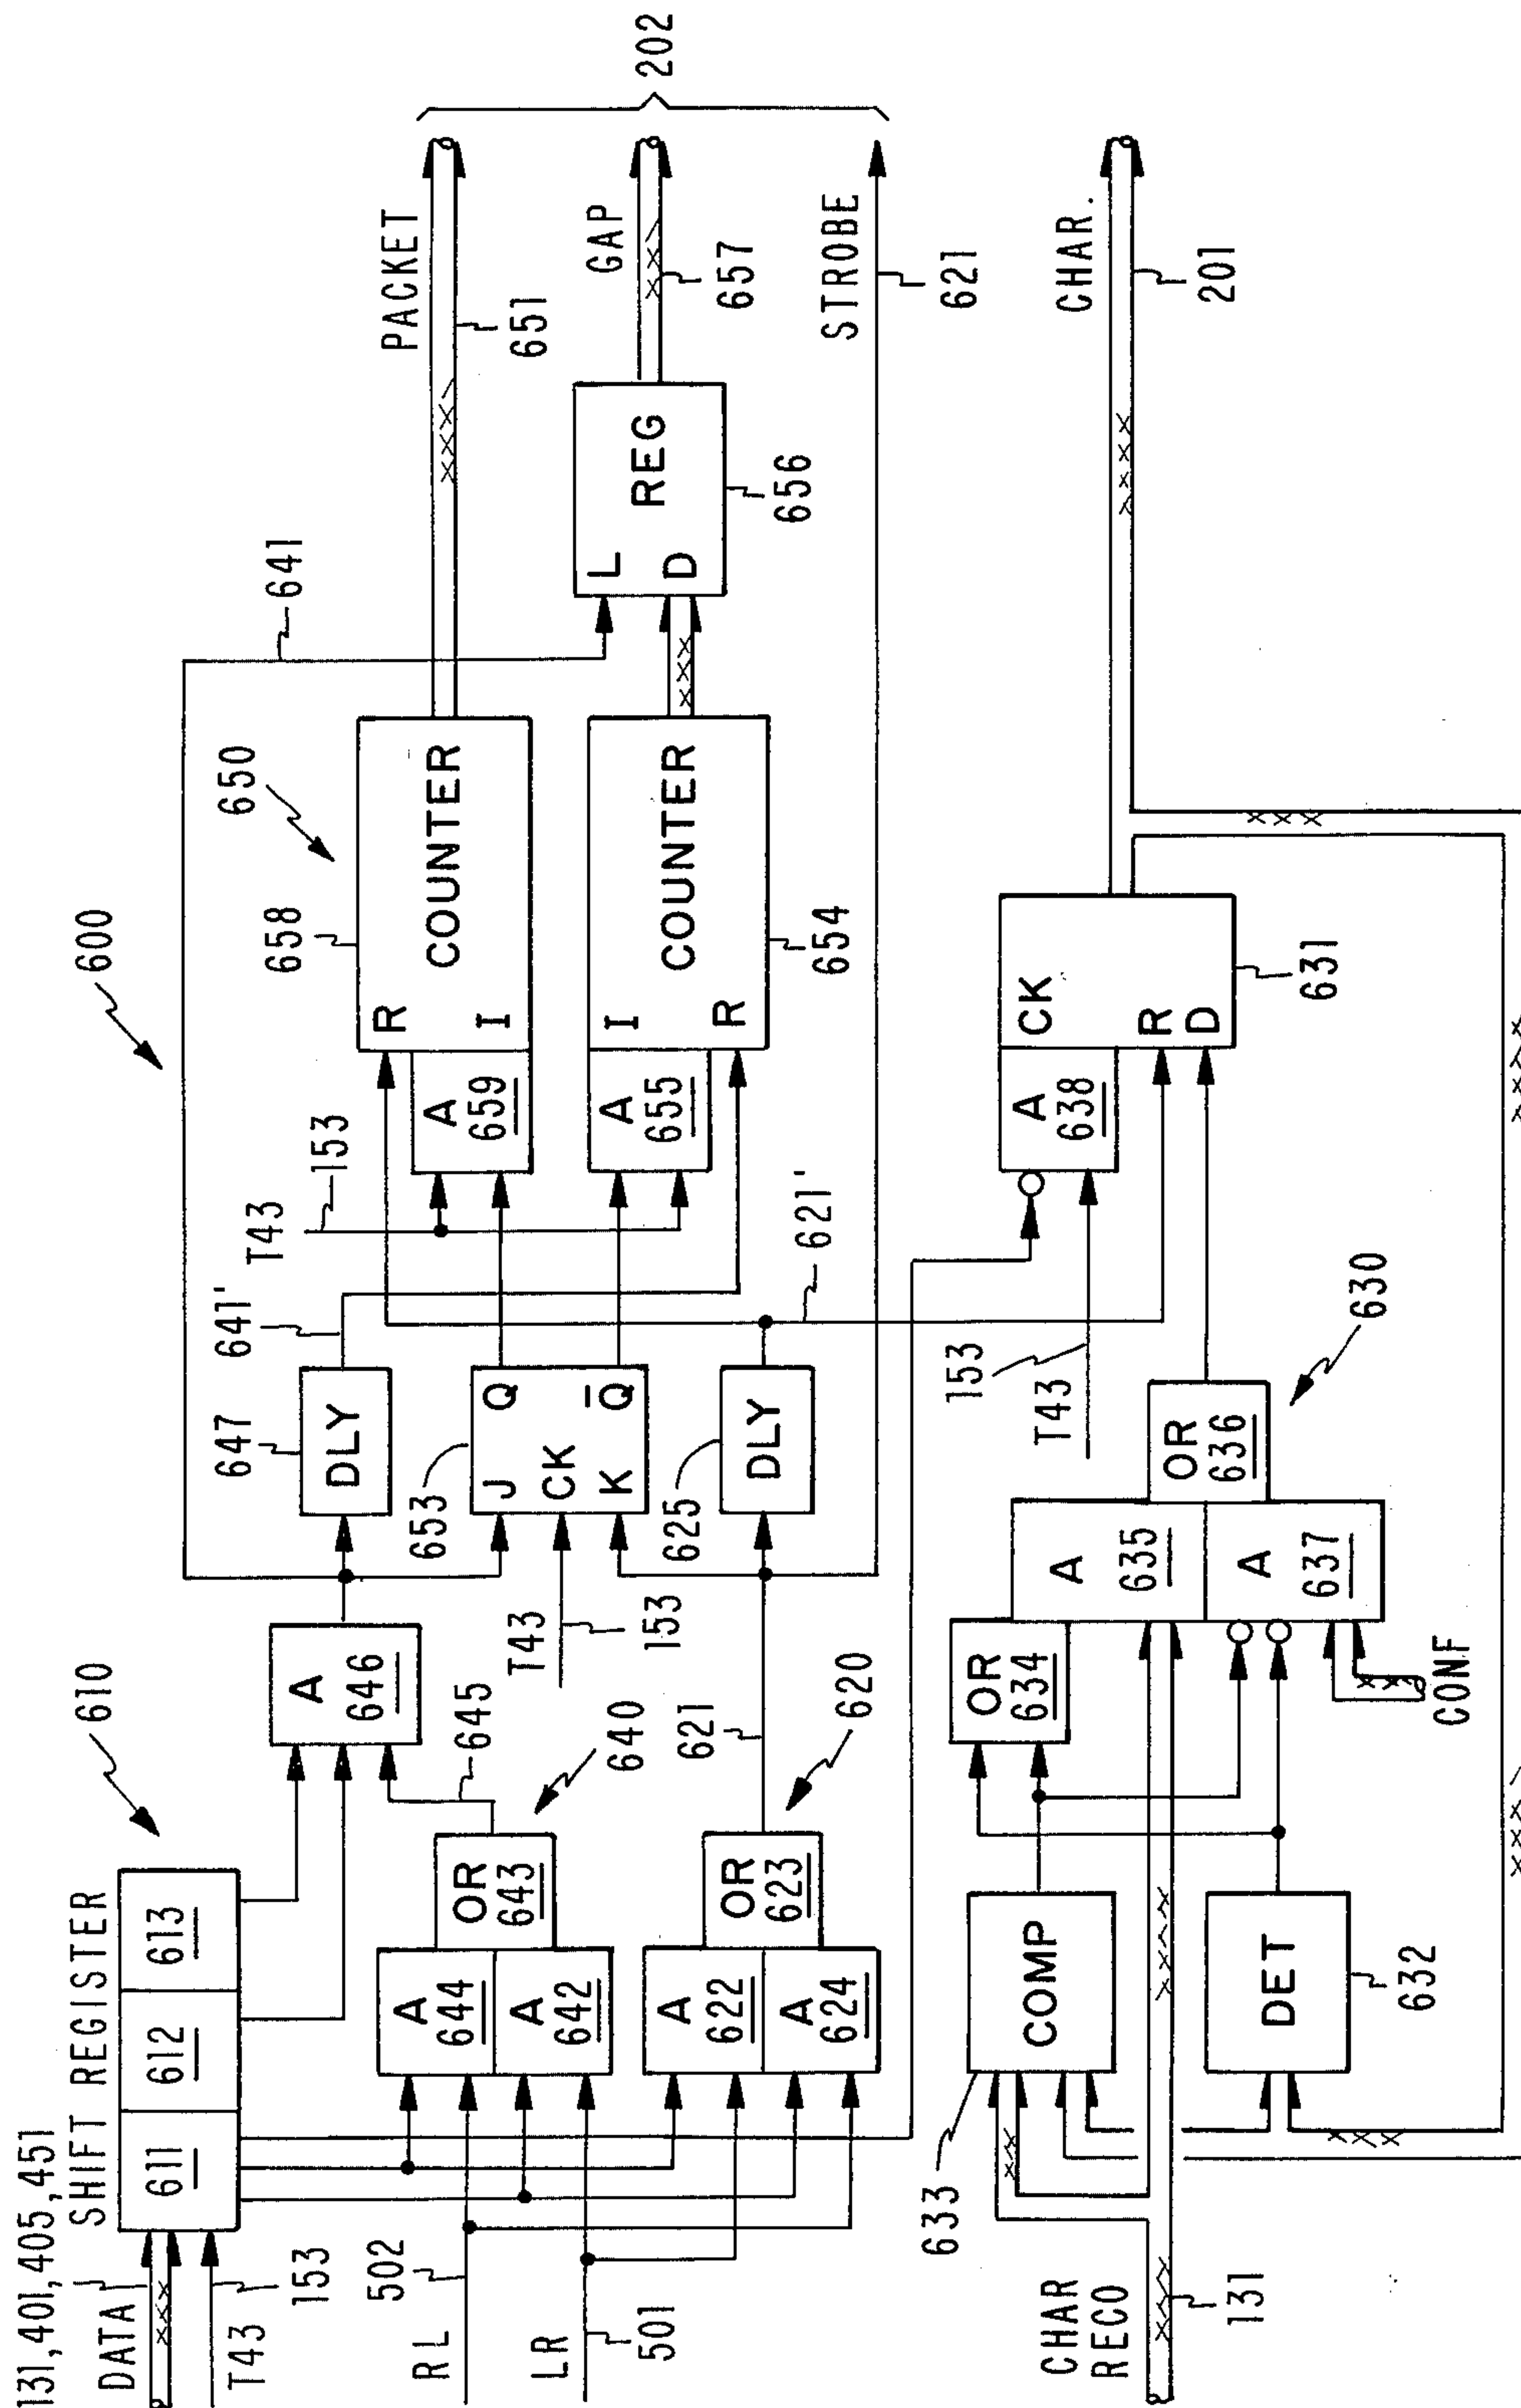 131,401,405,451
DATA
T43
153
SHIFT REGISTER
611
612
613
610
RL
502
LR
501
A
644
A
642
OR
643
640
645
A
646
A
622
A
624
OR
623
620
621
641'
647
DLY
653
J
CK
K
Q
Q̅
T43
153
625
DLY
621'
T43
153
600
650
658
R
I
COUNTER
A
659
A
655
I
R
COUNTER
654
641
L
D
REG
656
PACKET
651
GAP
657
STROBE
621
202
CHAR
RECO
131
633
COMP
DET
632
OR
634
A
635
A
637
CONF
OR
636
630
T43
153
A
638
CK
R
D
631
CHAR.
201